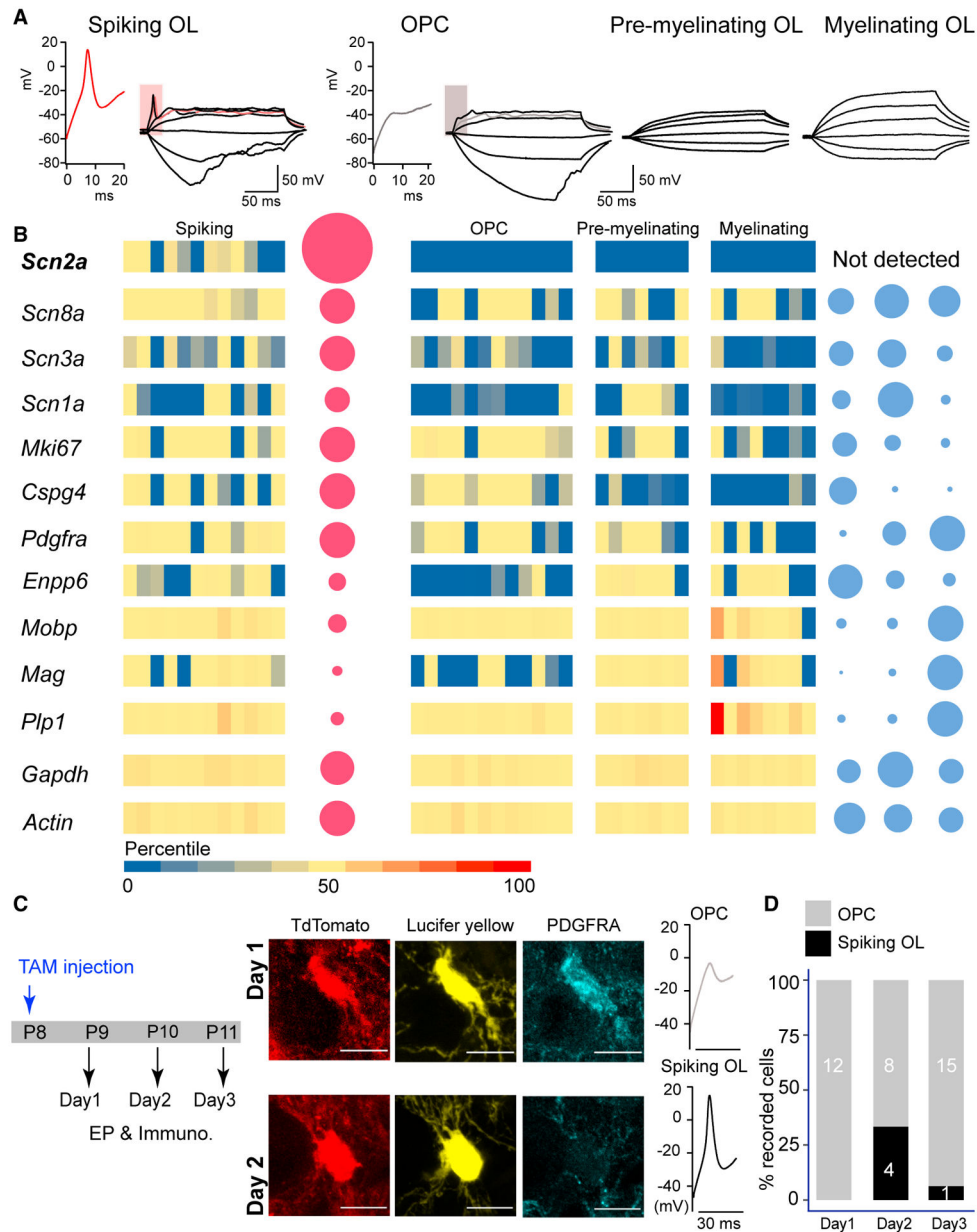 A
Spiking OL
OPC
Pre-myelinating OL
Myelinating OL
20
0
-20
-40
-60
-80
mV
0 10 20
ms
50 mV
50 ms
20
0
-20
-40
-60
-80
mV
0 10 20
ms
50 mV
50 ms
B
Spiking
OPC
Pre-myelinating
Myelinating
Scn2a
Not detected
Scn8a
Scn3a
Scn1a
Mki67
Cspg4
Pdgfra
Enpp6
Mobp
Mag
Plp1
Gapdh
Actin
Percentile
0 50 100
C
TAM injection
P8 P9 P10 P11
Day1 Day2 Day3
EP & Immuno.
TdTomato
Lucifer yellow
PDGFRA
Day 1
Day 2
OPC
0
-20
-40
Spiking OL
20
0
-20
-40
(mV)
30 ms
D
OPC
Spiking OL
% recorded cells
100
75
50
25
0
12
8
15
4
1
Day1 Day2 Day3